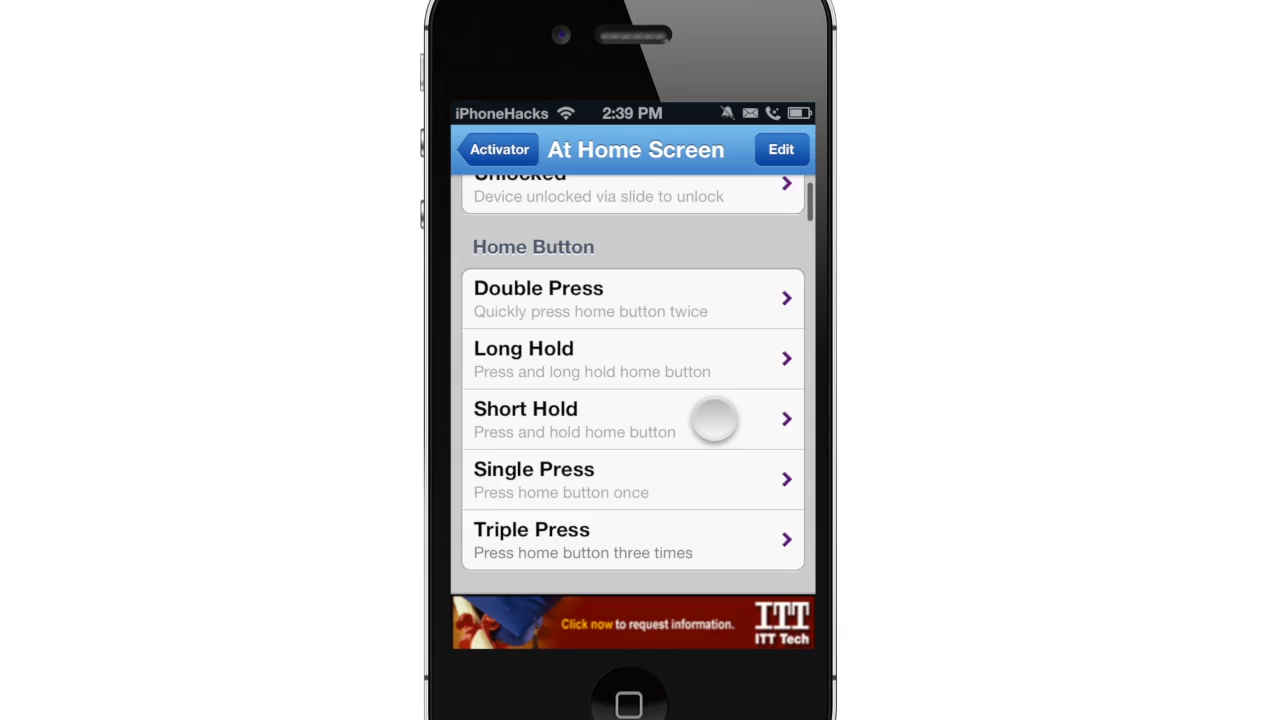 iPhoneHacks 2:39 PM
Activator At Home Screen Edit
Unlocked
Device unlocked via slide to unlock
Home Button
Double Press
Quickly press home button twice
Long Hold
Press and long hold home button
Short Hold
Press and hold home button
Single Press
Press home button once
Triple Press
Press home button three times
Click now to request information.
ITT
ITT Tech